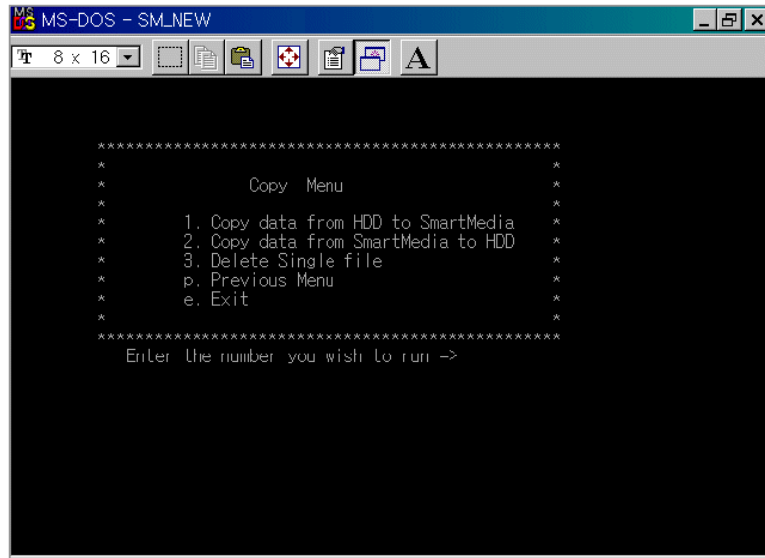 MS-DOS - SM_NEW
8 x 16
A
**************************************************
*                                                *
*               Copy  Menu                       *
*                                                *
*        1. Copy data from HDD to SmartMedia     *
*        2. Copy data from SmartMedia to HDD     *
*        3. Delete Single file                   *
*        p. Previous Menu                        *
*        e. Exit                                 *
*                                                *
**************************************************
Enter the number you wish to run ->